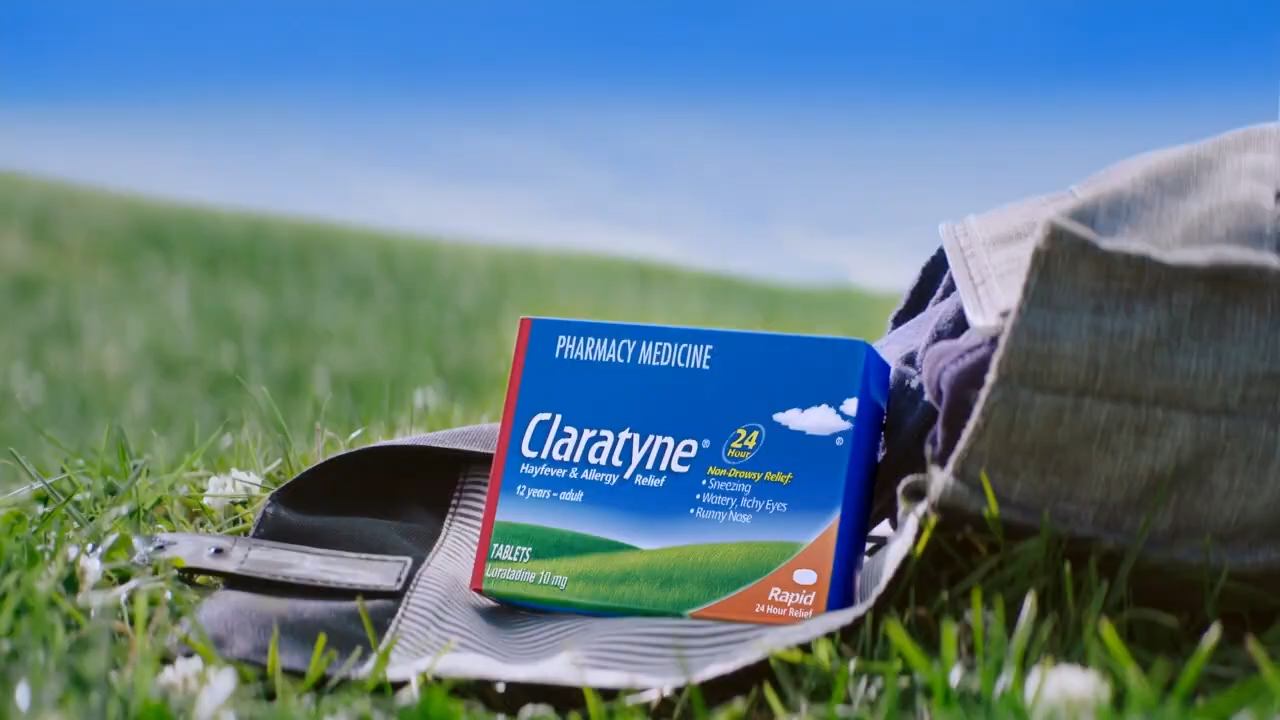 PHARMACY MEDICINE
Claratyne®
Hayfever & Allergy Relief
12 years – adult
24
Hour
®
Non-Drowsy Relief:
• Sneezing
• Watery, Itchy Eyes
• Runny Nose
TABLETS
Loratadine 10 mg
Rapid
24 Hour Relief